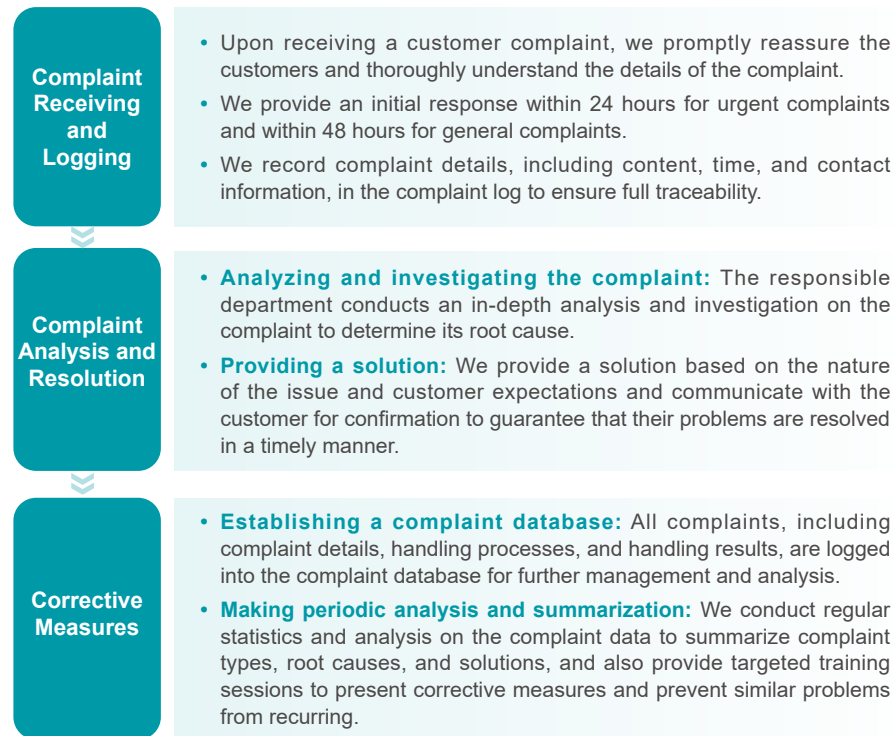 Complaint
Receiving
and
Logging
• Upon receiving a customer complaint, we promptly reassure the
customers and thoroughly understand the details of the complaint.
• We provide an initial response within 24 hours for urgent complaints
and within 48 hours for general complaints.
• We record complaint details, including content, time, and contact
information, in the complaint log to ensure full traceability.
Complaint
Analysis and
Resolution
• Analyzing and investigating the complaint: The responsible
department conducts an in-depth analysis and investigation on the
complaint to determine its root cause.
• Providing a solution: We provide a solution based on the nature
of the issue and customer expectations and communicate with the
customer for confirmation to guarantee that their problems are resolved
in a timely manner.
Corrective
Measures
• Establishing a complaint database: All complaints, including
complaint details, handling processes, and handling results, are logged
into the complaint database for further management and analysis.
• Making periodic analysis and summarization: We conduct regular
statistics and analysis on the complaint data to summarize complaint
types, root causes, and solutions, and also provide targeted training
sessions to present corrective measures and prevent similar problems
from recurring.